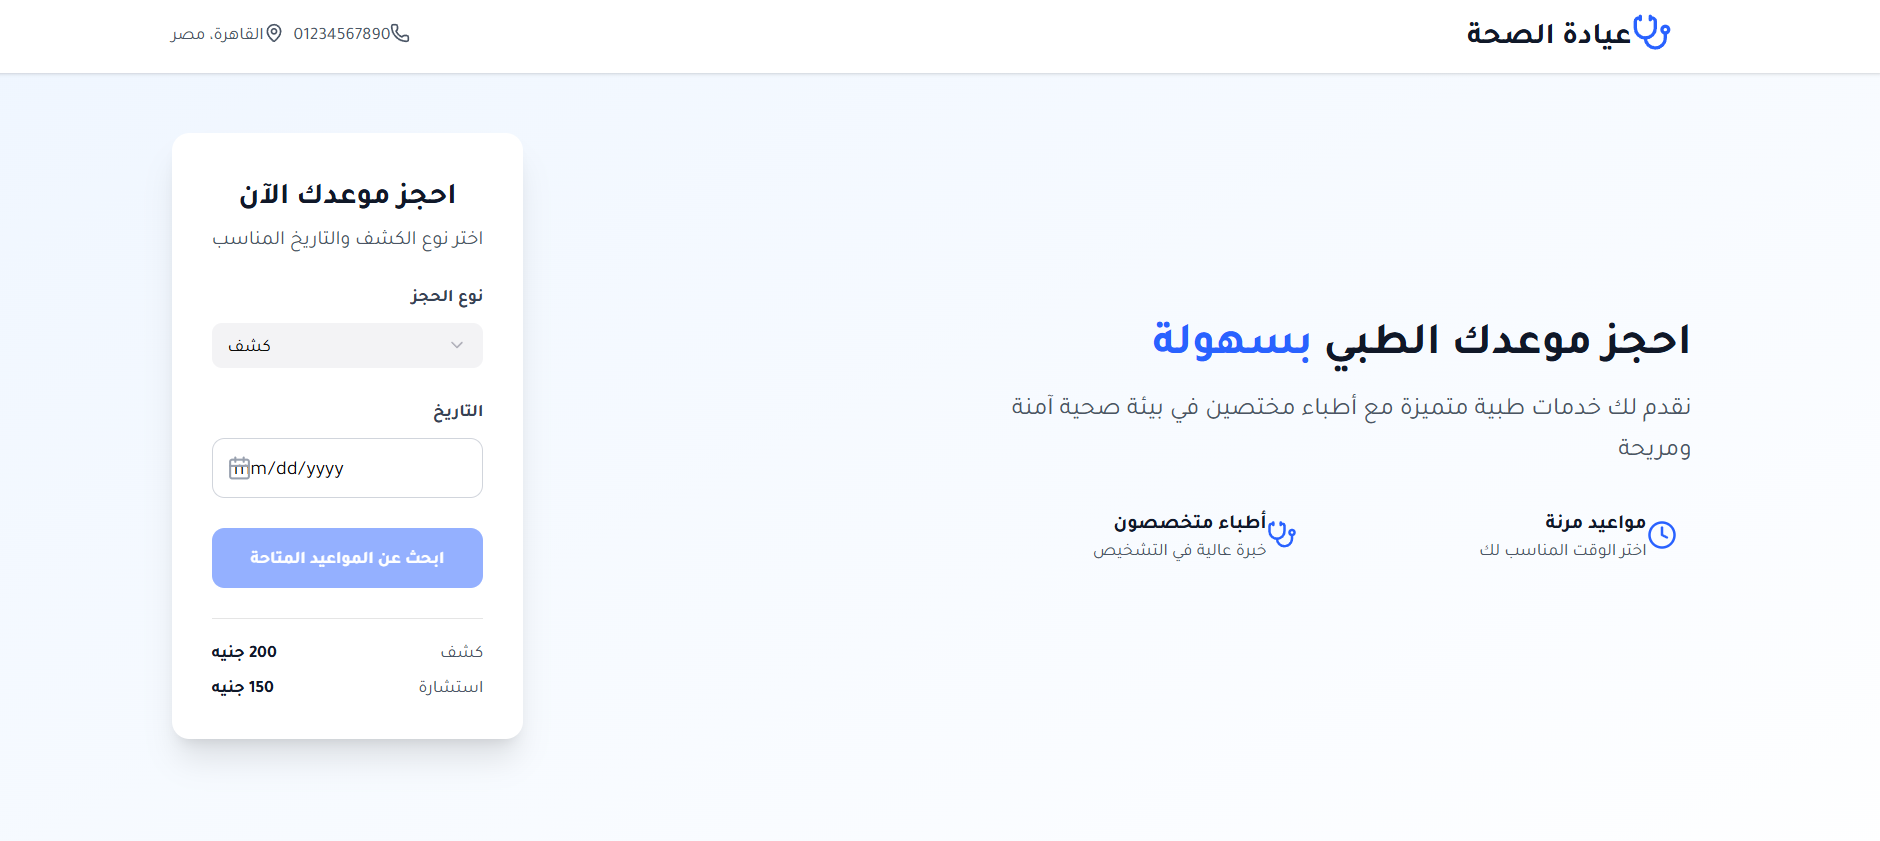 عيادة الصحة
01234567890
القاهرة، مصر
احجز موعدك الطبي بسهولة
نقدم لك خدمات طبية متميزة مع أطباء مختصين في بيئة صحية آمنة
ومريحة
مواعيد مرنة
اختر الوقت المناسب لك
أطباء متخصصون
خبرة عالية في التشخيص
احجز موعدك الآن
اختر نوع الكشف والتاريخ المناسب
نوع الحجز
كشف
التاريخ
mm/dd/yyyy
ابحث عن المواعيد المتاحة
كشف 200 جنيه
استشارة 150 جنيه